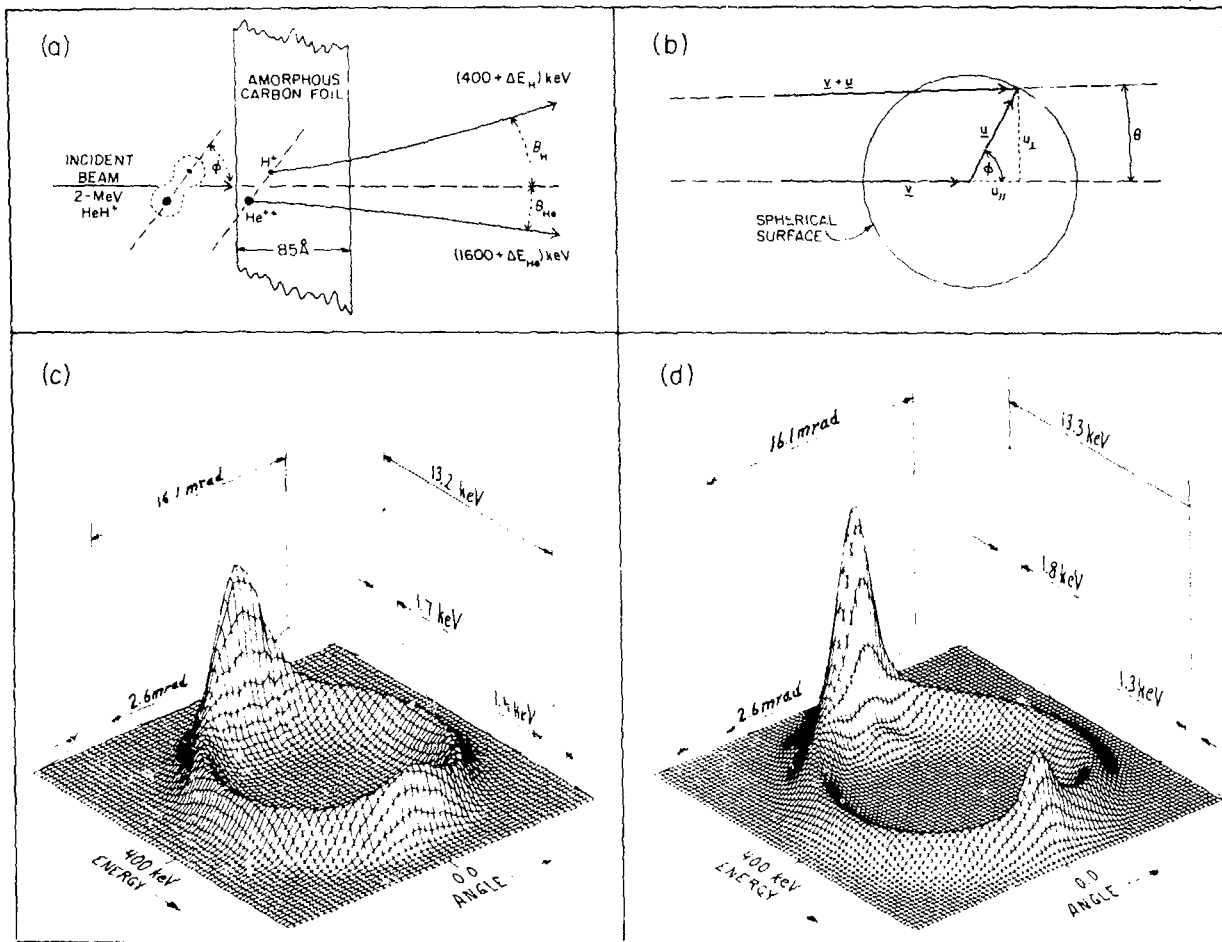 (a)
AMORPHOUS
CARBON FOIL
(400 + ΔE_H) keV
θ_H
H⁺
φ
INCIDENT
BEAM
2-MeV
HeH⁺
He⁺⁺
θ_He
85Å
(1600 + ΔE_He) keV
(b)
v + u
u
u⊥
θ
φ
v
u//
SPHERICAL
SURFACE
(c)
16.1 mrad
13.2 keV
1.7 keV
2.6 mrad
1.4 keV
400 keV
ENERGY
0.0
ANGLE
(d)
16.1 mrad
13.3 keV
1.8 keV
2.6 mrad
1.3 keV
400 keV
ENERGY
0.0
ANGLE